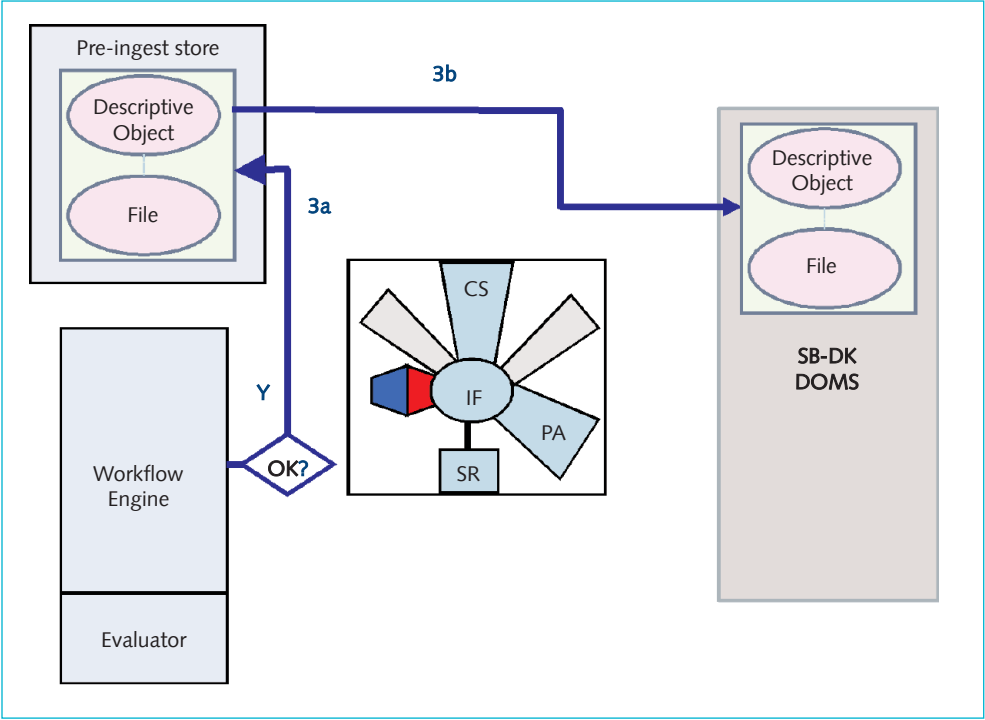 Pre-ingest store
Descriptive
Object
File
3b
3a
Descriptive
Object
File
SB-DK
DOMS
CS
IF
PA
SR
Y
OK?
Workflow
Engine
Evaluator